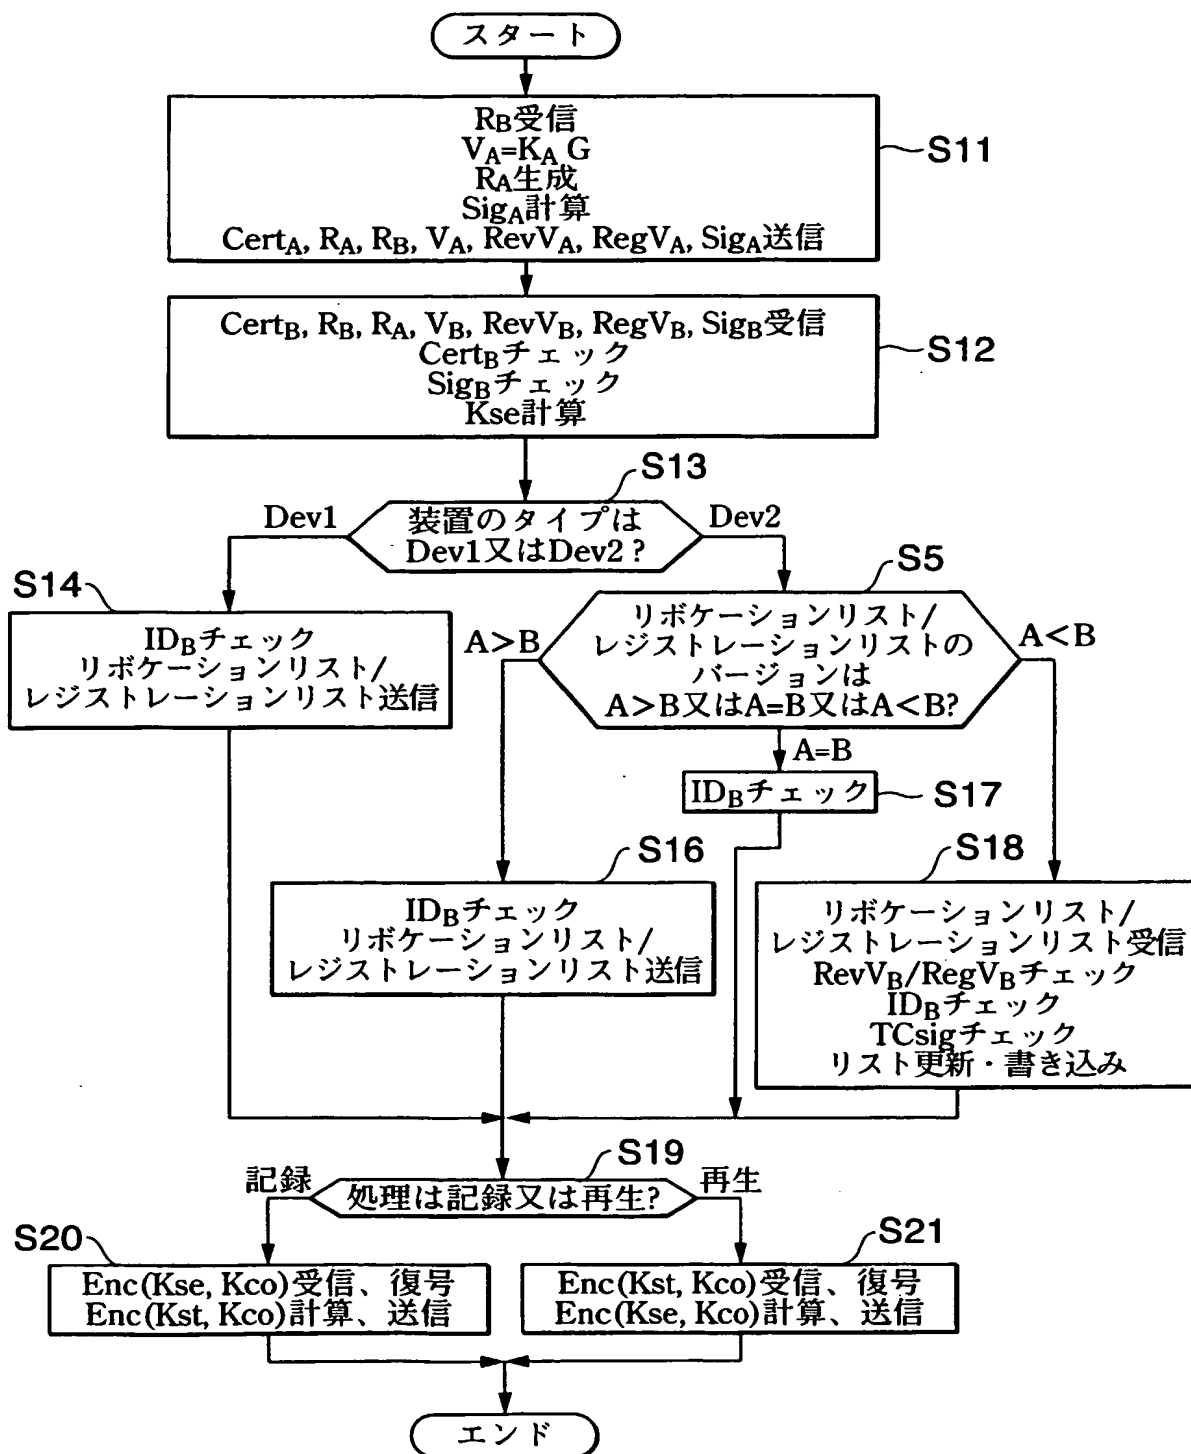 スタート
RB受信
VA=KA G
RA生成
SigA計算
CertA, RA, RB, VA, RevVA, RegVA, SigA送信
S11
CertB, RB, RA, VB, RevVB, RegVB, SigB受信
CertBチェック
SigBチェック
Kse計算
S12
S13
Dev1
装置のタイプは
Dev1又はDev2?
Dev2
S14
IDBチェック
リボケーションリスト/
レジストレーションリスト送信
S5
A>B
リボケーションリスト/
レジストレーションリストの
バージョンは
A>B又はA=B又はA<B?
A<B
A=B
IDBチェック
S17
S16
IDBチェック
リボケーションリスト/
レジストレーションリスト送信
S18
リボケーションリスト/
レジストレーションリスト受信
RevVB/RegVBチェック
IDBチェック
TCsigチェック
リスト更新・書き込み
S19
記録
処理は記録又は再生?
再生
S20
Enc(Kse, Kco)受信、復号
Enc(Kst, Kco)計算、送信
S21
Enc(Kst, Kco)受信、復号
Enc(Kse, Kco)計算、送信
エンド